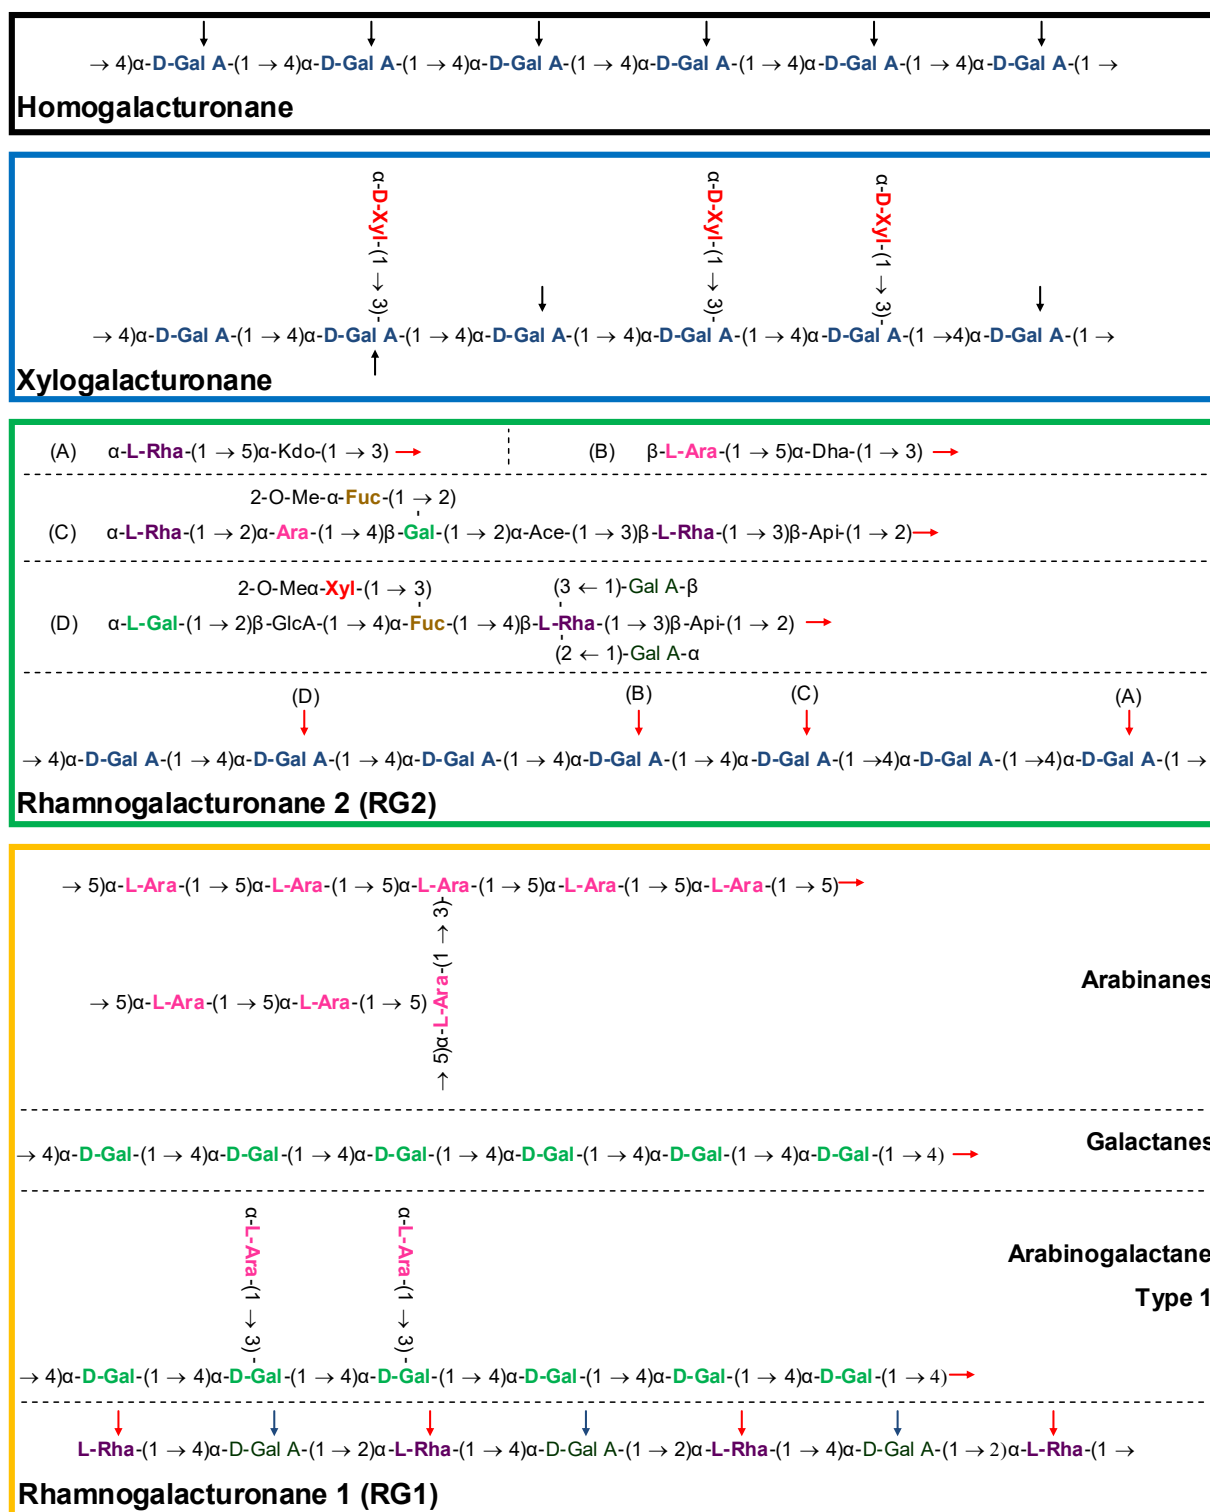 → 4)α-D-Gal A-(1 → 4)α-D-Gal A-(1 → 4)α-D-Gal A-(1 → 4)α-D-Gal A-(1 → 4)α-D-Gal A-(1 → 4)α-D-Gal A-(1 →
Homogalacturonane
α-D-Xyl-(1 → 3)
α-D-Xyl-(1 → 3)
α-D-Xyl-(1 → 3)
→ 4)α-D-Gal A-(1 → 4)α-D-Gal A-(1 → 4)α-D-Gal A-(1 → 4)α-D-Gal A-(1 → 4)α-D-Gal A-(1 →4)α-D-Gal A-(1 →
Xylogalacturonane
(A) α-L-Rha-(1 → 5)α-Kdo-(1 → 3) →
(B) β-L-Ara-(1 → 5)α-Dha-(1 → 3) →
2-O-Me-α-Fuc-(1 → 2)
(C) α-L-Rha-(1 → 2)α-Ara-(1 → 4)β-Gal-(1 → 2)α-Ace-(1 → 3)β-L-Rha-(1 → 3)β-Api-(1 → 2)→
2-O-Meα-Xyl-(1 → 3) (3 ← 1)-Gal A-β
(D) α-L-Gal-(1 → 2)β-GlcA-(1 → 4)α-Fuc-(1 → 4)β-L-Rha-(1 → 3)β-Api-(1 → 2) →
(2 ← 1)-Gal A-α
(D) (B) (C) (A)
→ 4)α-D-Gal A-(1 → 4)α-D-Gal A-(1 → 4)α-D-Gal A-(1 → 4)α-D-Gal A-(1 → 4)α-D-Gal A-(1 →4)α-D-Gal A-(1 →4)α-D-Gal A-(1 →
Rhamnogalacturonane 2 (RG2)
→ 5)α-L-Ara-(1 → 5)α-L-Ara-(1 → 5)α-L-Ara-(1 → 5)α-L-Ara-(1 → 5)α-L-Ara-(1 → 5)→
→ 5)α-L-Ara-(1 → 3)
Arabinanes
→ 5)α-L-Ara-(1 → 5)α-L-Ara-(1 → 5)
Galactanes
→ 4)α-D-Gal-(1 → 4)α-D-Gal-(1 → 4)α-D-Gal-(1 → 4)α-D-Gal-(1 → 4)α-D-Gal-(1 → 4)α-D-Gal-(1 → 4) →
α-L-Ara-(1 → 3)
α-L-Ara-(1 → 3)
Arabinogalactane
Type 1
→ 4)α-D-Gal-(1 → 4)α-D-Gal-(1 → 4)α-D-Gal-(1 → 4)α-D-Gal-(1 → 4)α-D-Gal-(1 → 4)α-D-Gal-(1 → 4)→
L-Rha-(1 → 4)α-D-Gal A-(1 → 2)α-L-Rha-(1 → 4)α-D-Gal A-(1 → 2)α-L-Rha-(1 → 4)α-D-Gal A-(1 → 2)α-L-Rha-(1 →
Rhamnogalacturonane 1 (RG1)